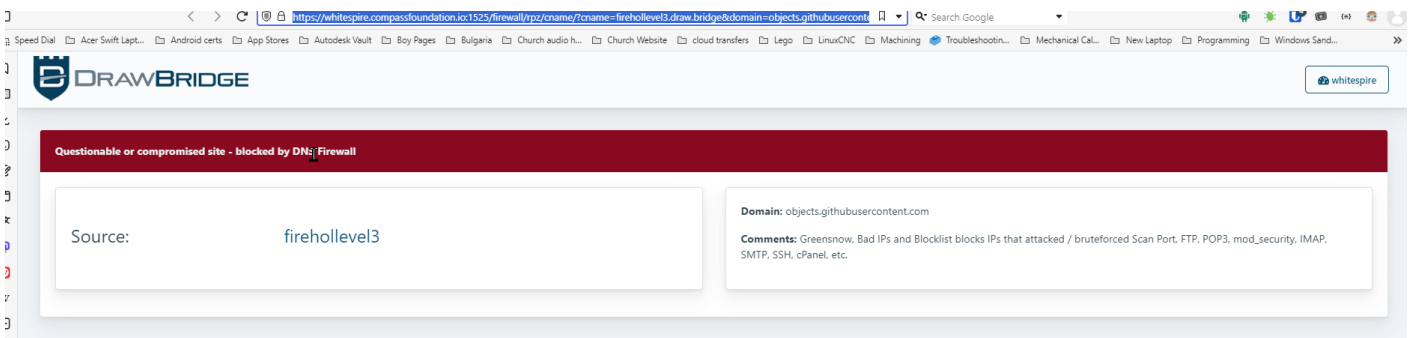 https://whitespire.compassfoundation.io:1525/firewall/rpz/cname/?cname=firehollevel3.draw.bridge&domain=objects.githubuserconte Search Google
Speed Dial Acer Swift Lapt... Android certs App Stores Autodesk Vault Boy Pages Bulgaria Church audio h... Church Website cloud transfers Lego LinuxCNC Machining Troubleshootin... Mechanical Cal... New Laptop Programming Windows Sand... »
DRAWBRIDGE whitespire
Questionable or compromised site - blocked by DNS Firewall
Source: firehollevel3
Domain: objects.githubusercontent.com
Comments: Greensnow, Bad IPs and Blocklist blocks IPs that attacked / bruteforced Scan Port, FTP, POP3, mod_security, IMAP,
SMTP, SSH, cPanel, etc.